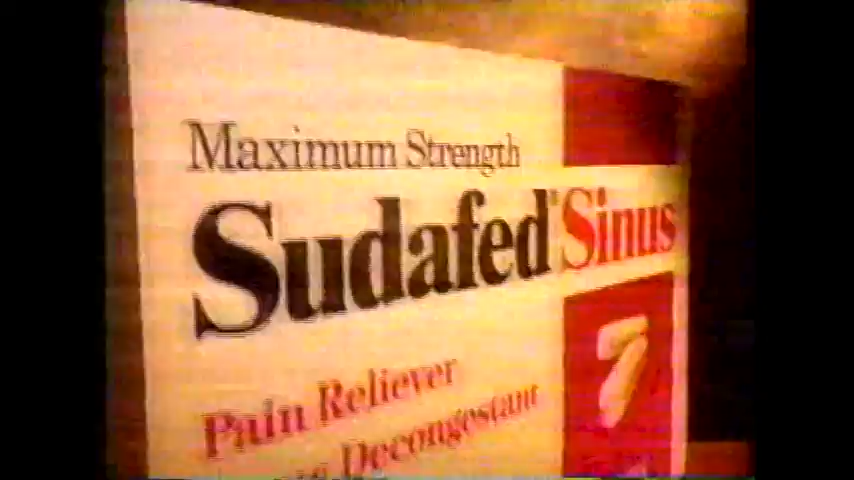 Maximum Strength
Sudafed® Sinus
Pain Reliever
Decongestant